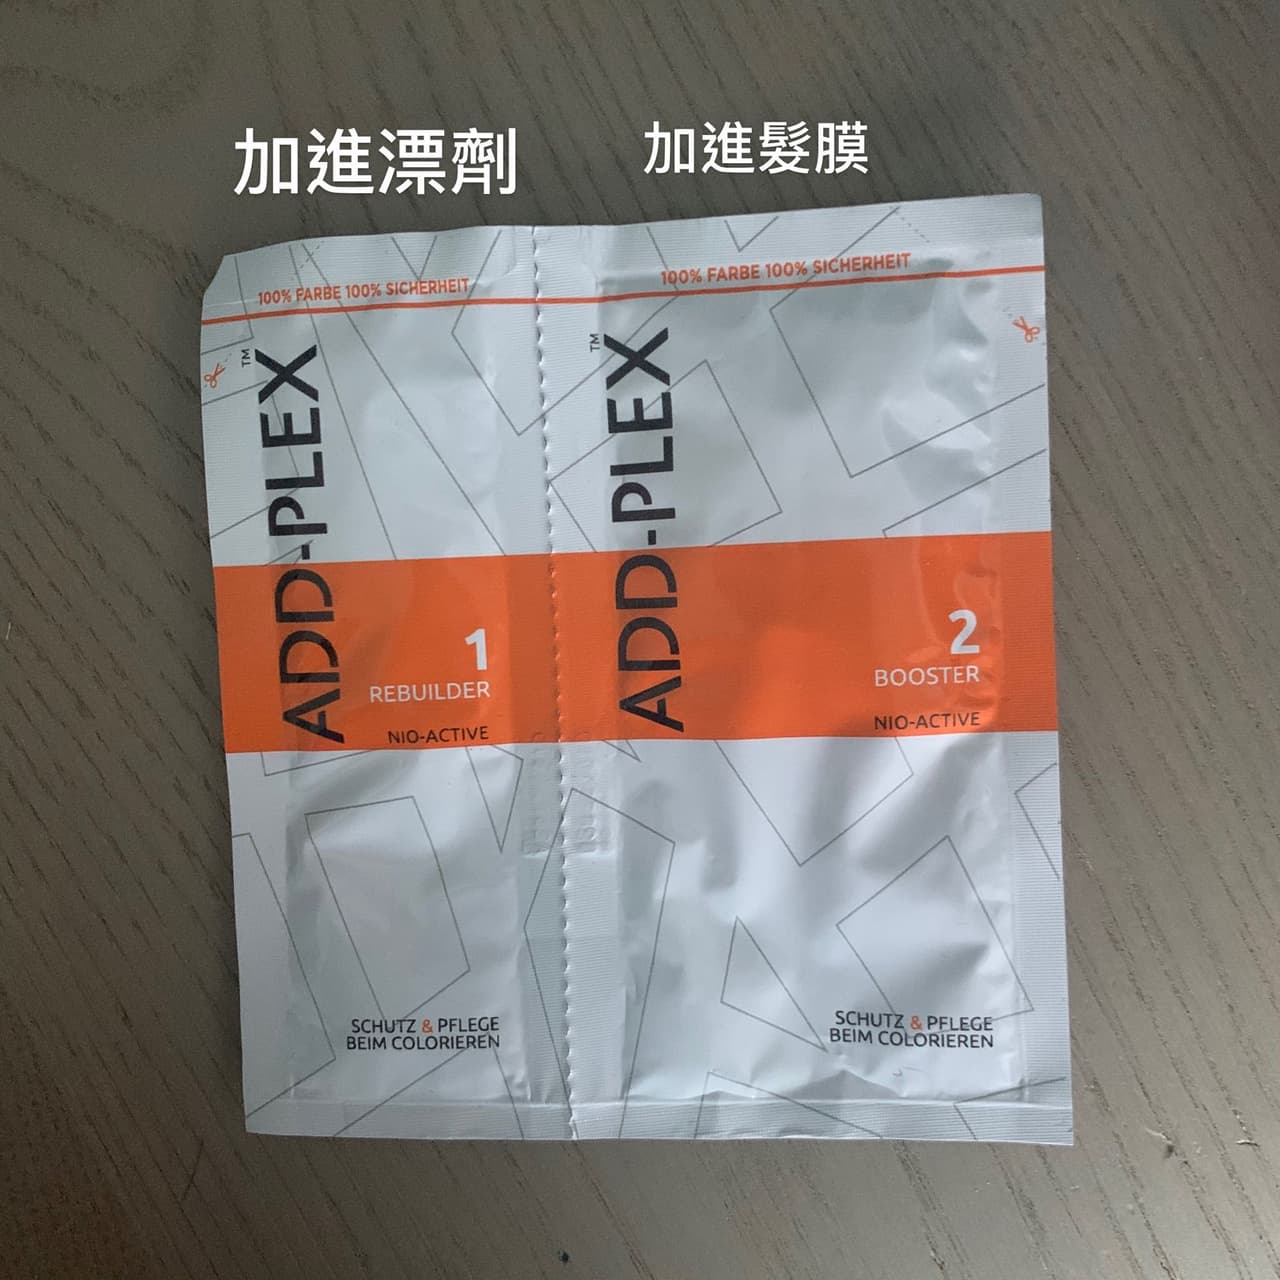 加進漂劑
加進髮膜
100% FARBE 100% SICHERHEIT
ADD-PLEX™
1
REBUILDER
NIO-ACTIVE
SCHUTZ & PFLEGE
BEIM COLORIEREN
100% FARBE 100% SICHERHEIT
ADD-PLEX™
2
BOOSTER
NIO-ACTIVE
SCHUTZ & PFLEGE
BEIM COLORIEREN